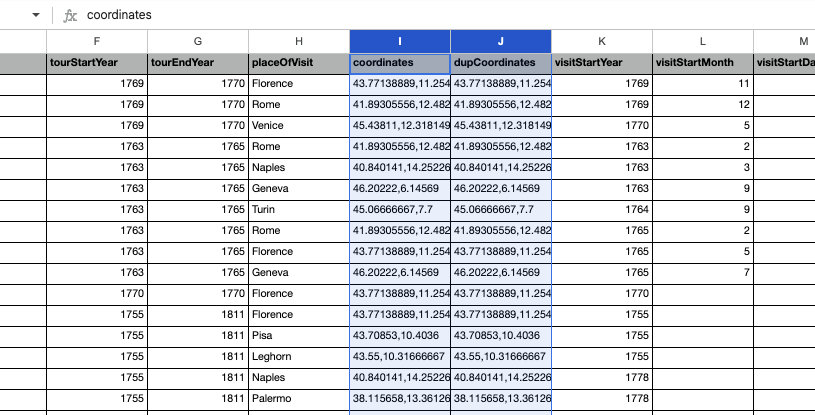 fx coordinates
F G H I J K L M
tourStartYear tourEndYear placeOfVisit coordinates dupCoordinates visitStartYear visitStartMonth visitStartDa
1769 1770 Florence 43.77138889,11.254 43.77138889,11.254 1769 11
1769 1770 Rome 41.89305556,12.482 41.89305556,12.482 1769 12
1769 1770 Venice 45.43811,12.318149 45.43811,12.318149 1770 5
1763 1765 Rome 41.89305556,12.482 41.89305556,12.482 1763 2
1763 1765 Naples 40.840141,14.25226 40.840141,14.25226 1763 3
1763 1765 Geneva 46.20222,6.14569 46.20222,6.14569 1763 9
1763 1765 Turin 45.06666667,7.7 45.06666667,7.7 1764 9
1763 1765 Rome 41.89305556,12.482 41.89305556,12.482 1765 2
1763 1765 Florence 43.77138889,11.254 43.77138889,11.254 1765 5
1763 1765 Geneva 46.20222,6.14569 46.20222,6.14569 1765 7
1770 1770 Florence 43.77138889,11.254 43.77138889,11.254 1770
1755 1811 Florence 43.77138889,11.254 43.77138889,11.254 1755
1755 1811 Pisa 43.70853,10.4036 43.70853,10.4036 1755
1755 1811 Leghorn 43.55,10.31666667 43.55,10.31666667 1755
1755 1811 Naples 40.840141,14.25226 40.840141,14.25226 1778
1755 1811 Palermo 38.115658,13.36126 38.115658,13.36126 1778